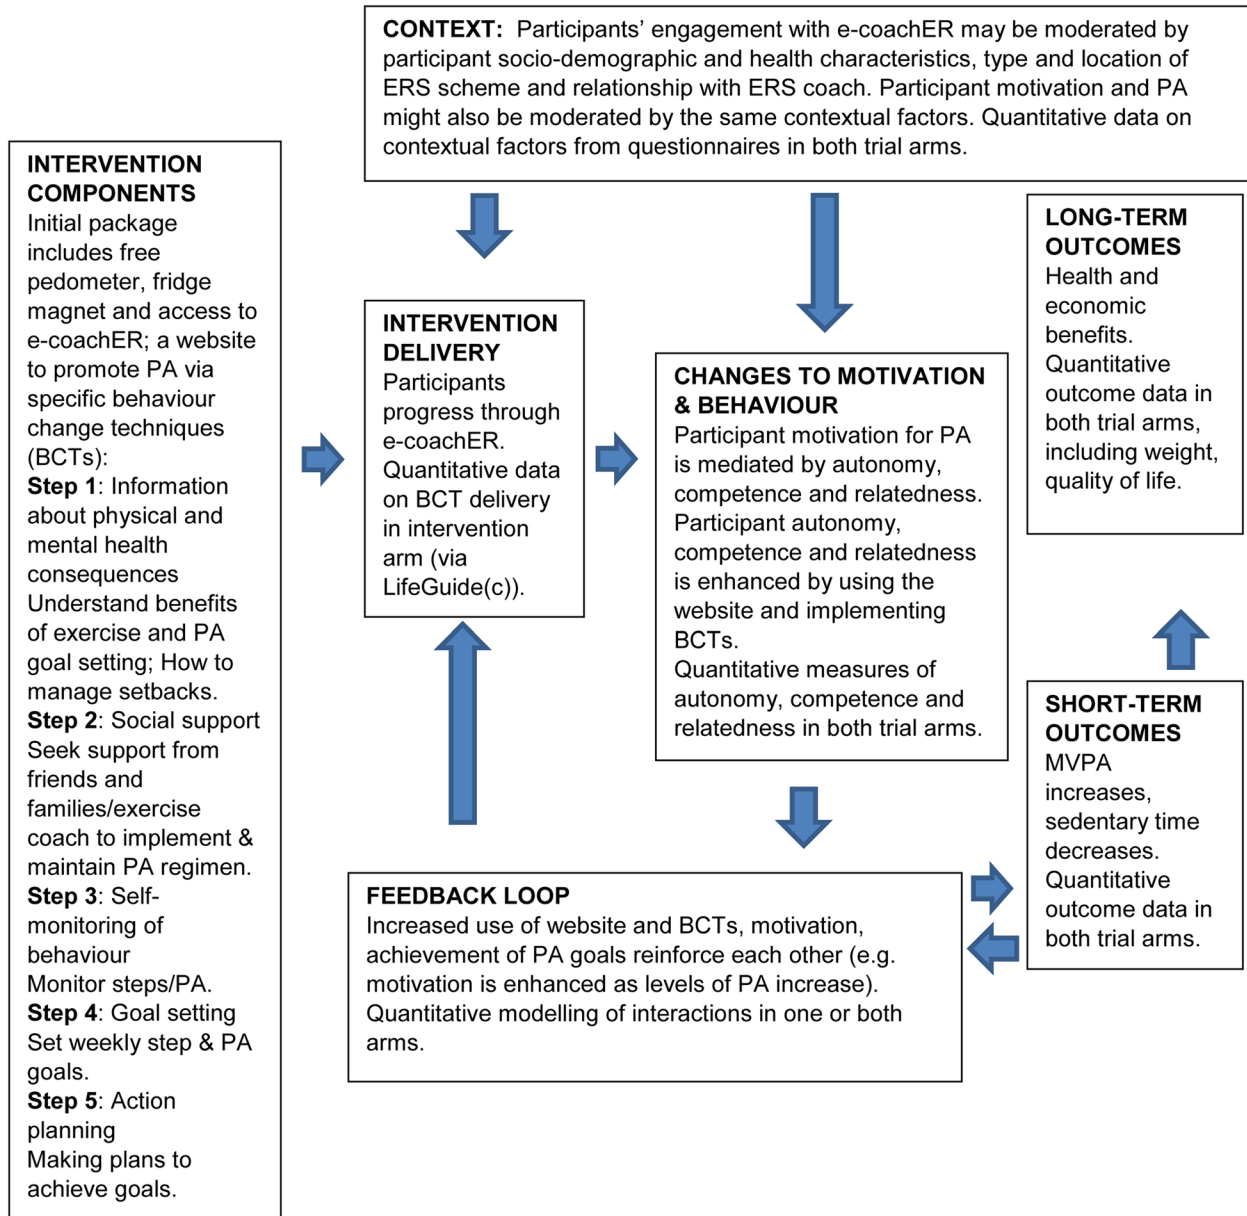 CONTEXT: Participants’ engagement with e-coachER may be moderated by
participant socio-demographic and health characteristics, type and location of
ERS scheme and relationship with ERS coach. Participant motivation and PA
might also be moderated by the same contextual factors. Quantitative data on
contextual factors from questionnaires in both trial arms.
INTERVENTION
COMPONENTS
Initial package
includes free
pedometer, fridge
magnet and access to
e-coachER; a website
to promote PA via
specific behaviour
change techniques
(BCTs):
Step 1: Information
about physical and
mental health
consequences
Understand benefits
of exercise and PA
goal setting; How to
manage setbacks.
Step 2: Social support
Seek support from
friends and
families/exercise
coach to implement &
maintain PA regimen.
Step 3: Self-
monitoring of
behaviour
Monitor steps/PA.
Step 4: Goal setting
Set weekly step & PA
goals.
Step 5: Action
planning
Making plans to
achieve goals.
INTERVENTION
DELIVERY
Participants
progress through
e-coachER.
Quantitative data
on BCT delivery
in intervention
arm (via
LifeGuide(c)).
CHANGES TO MOTIVATION
& BEHAVIOUR
Participant motivation for PA
is mediated by autonomy,
competence and relatedness.
Participant autonomy,
competence and relatedness
is enhanced by using the
website and implementing
BCTs.
Quantitative measures of
autonomy, competence and
relatedness in both trial arms.
FEEDBACK LOOP
Increased use of website and BCTs, motivation,
achievement of PA goals reinforce each other (e.g.
motivation is enhanced as levels of PA increase).
Quantitative modelling of interactions in one or both
arms.
SHORT-TERM
OUTCOMES
MVPA
increases,
sedentary time
decreases.
Quantitative
outcome data in
both trial arms.
LONG-TERM
OUTCOMES
Health and
economic
benefits.
Quantitative
outcome data in
both trial arms,
including weight,
quality of life.